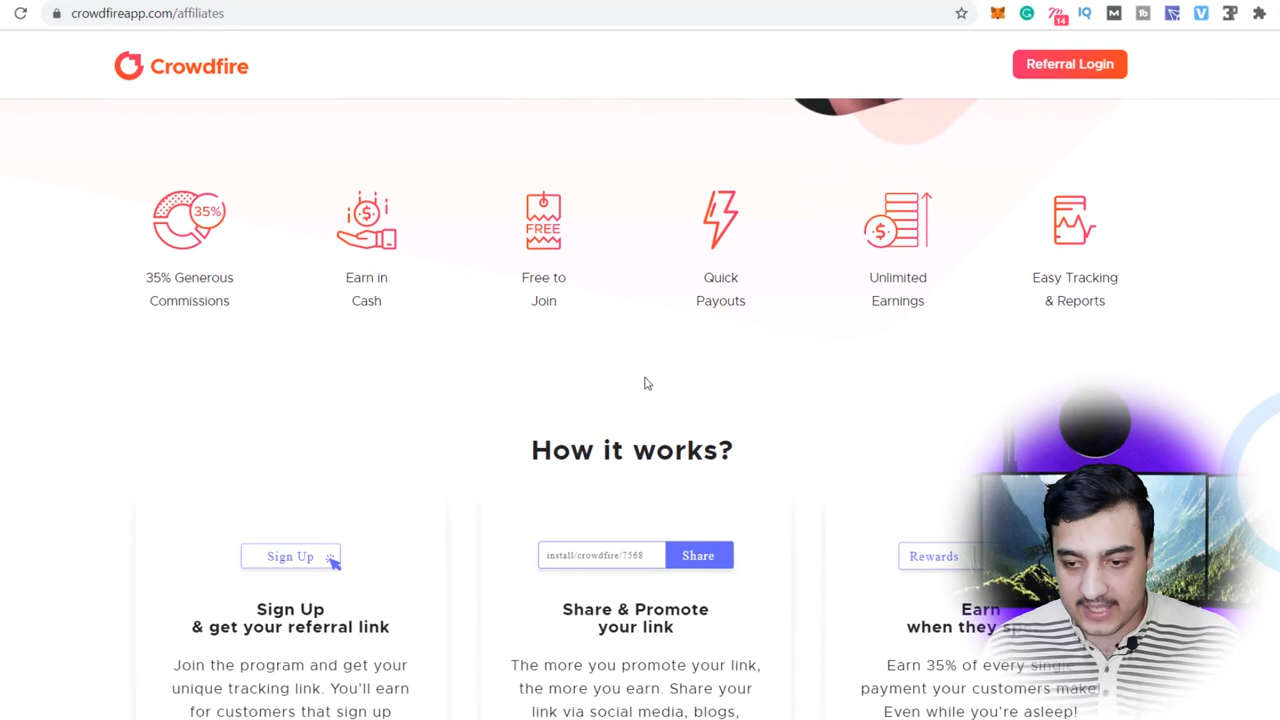 crowdfireapp.com/affiliates
14
IQ
M
tb
V
Crowdfire
Referral Login
35%
FREE
35% Generous
Commissions
Earn in
Cash
Free to
Join
Quick
Payouts
Unlimited
Earnings
Easy Tracking
& Reports
How it works?
Sign Up
install/crowdfire/7568
Share
Rewards
Sign Up
& get your referral link
Share & Promote
your link
Earn
when they
Join the program and get your
unique tracking link. You’ll earn
for customers that sign up
The more you promote your link,
the more you earn. Share your
link via social media, blogs,
Earn 35% of every single
payment your customers make!
Even while you’re asleep!